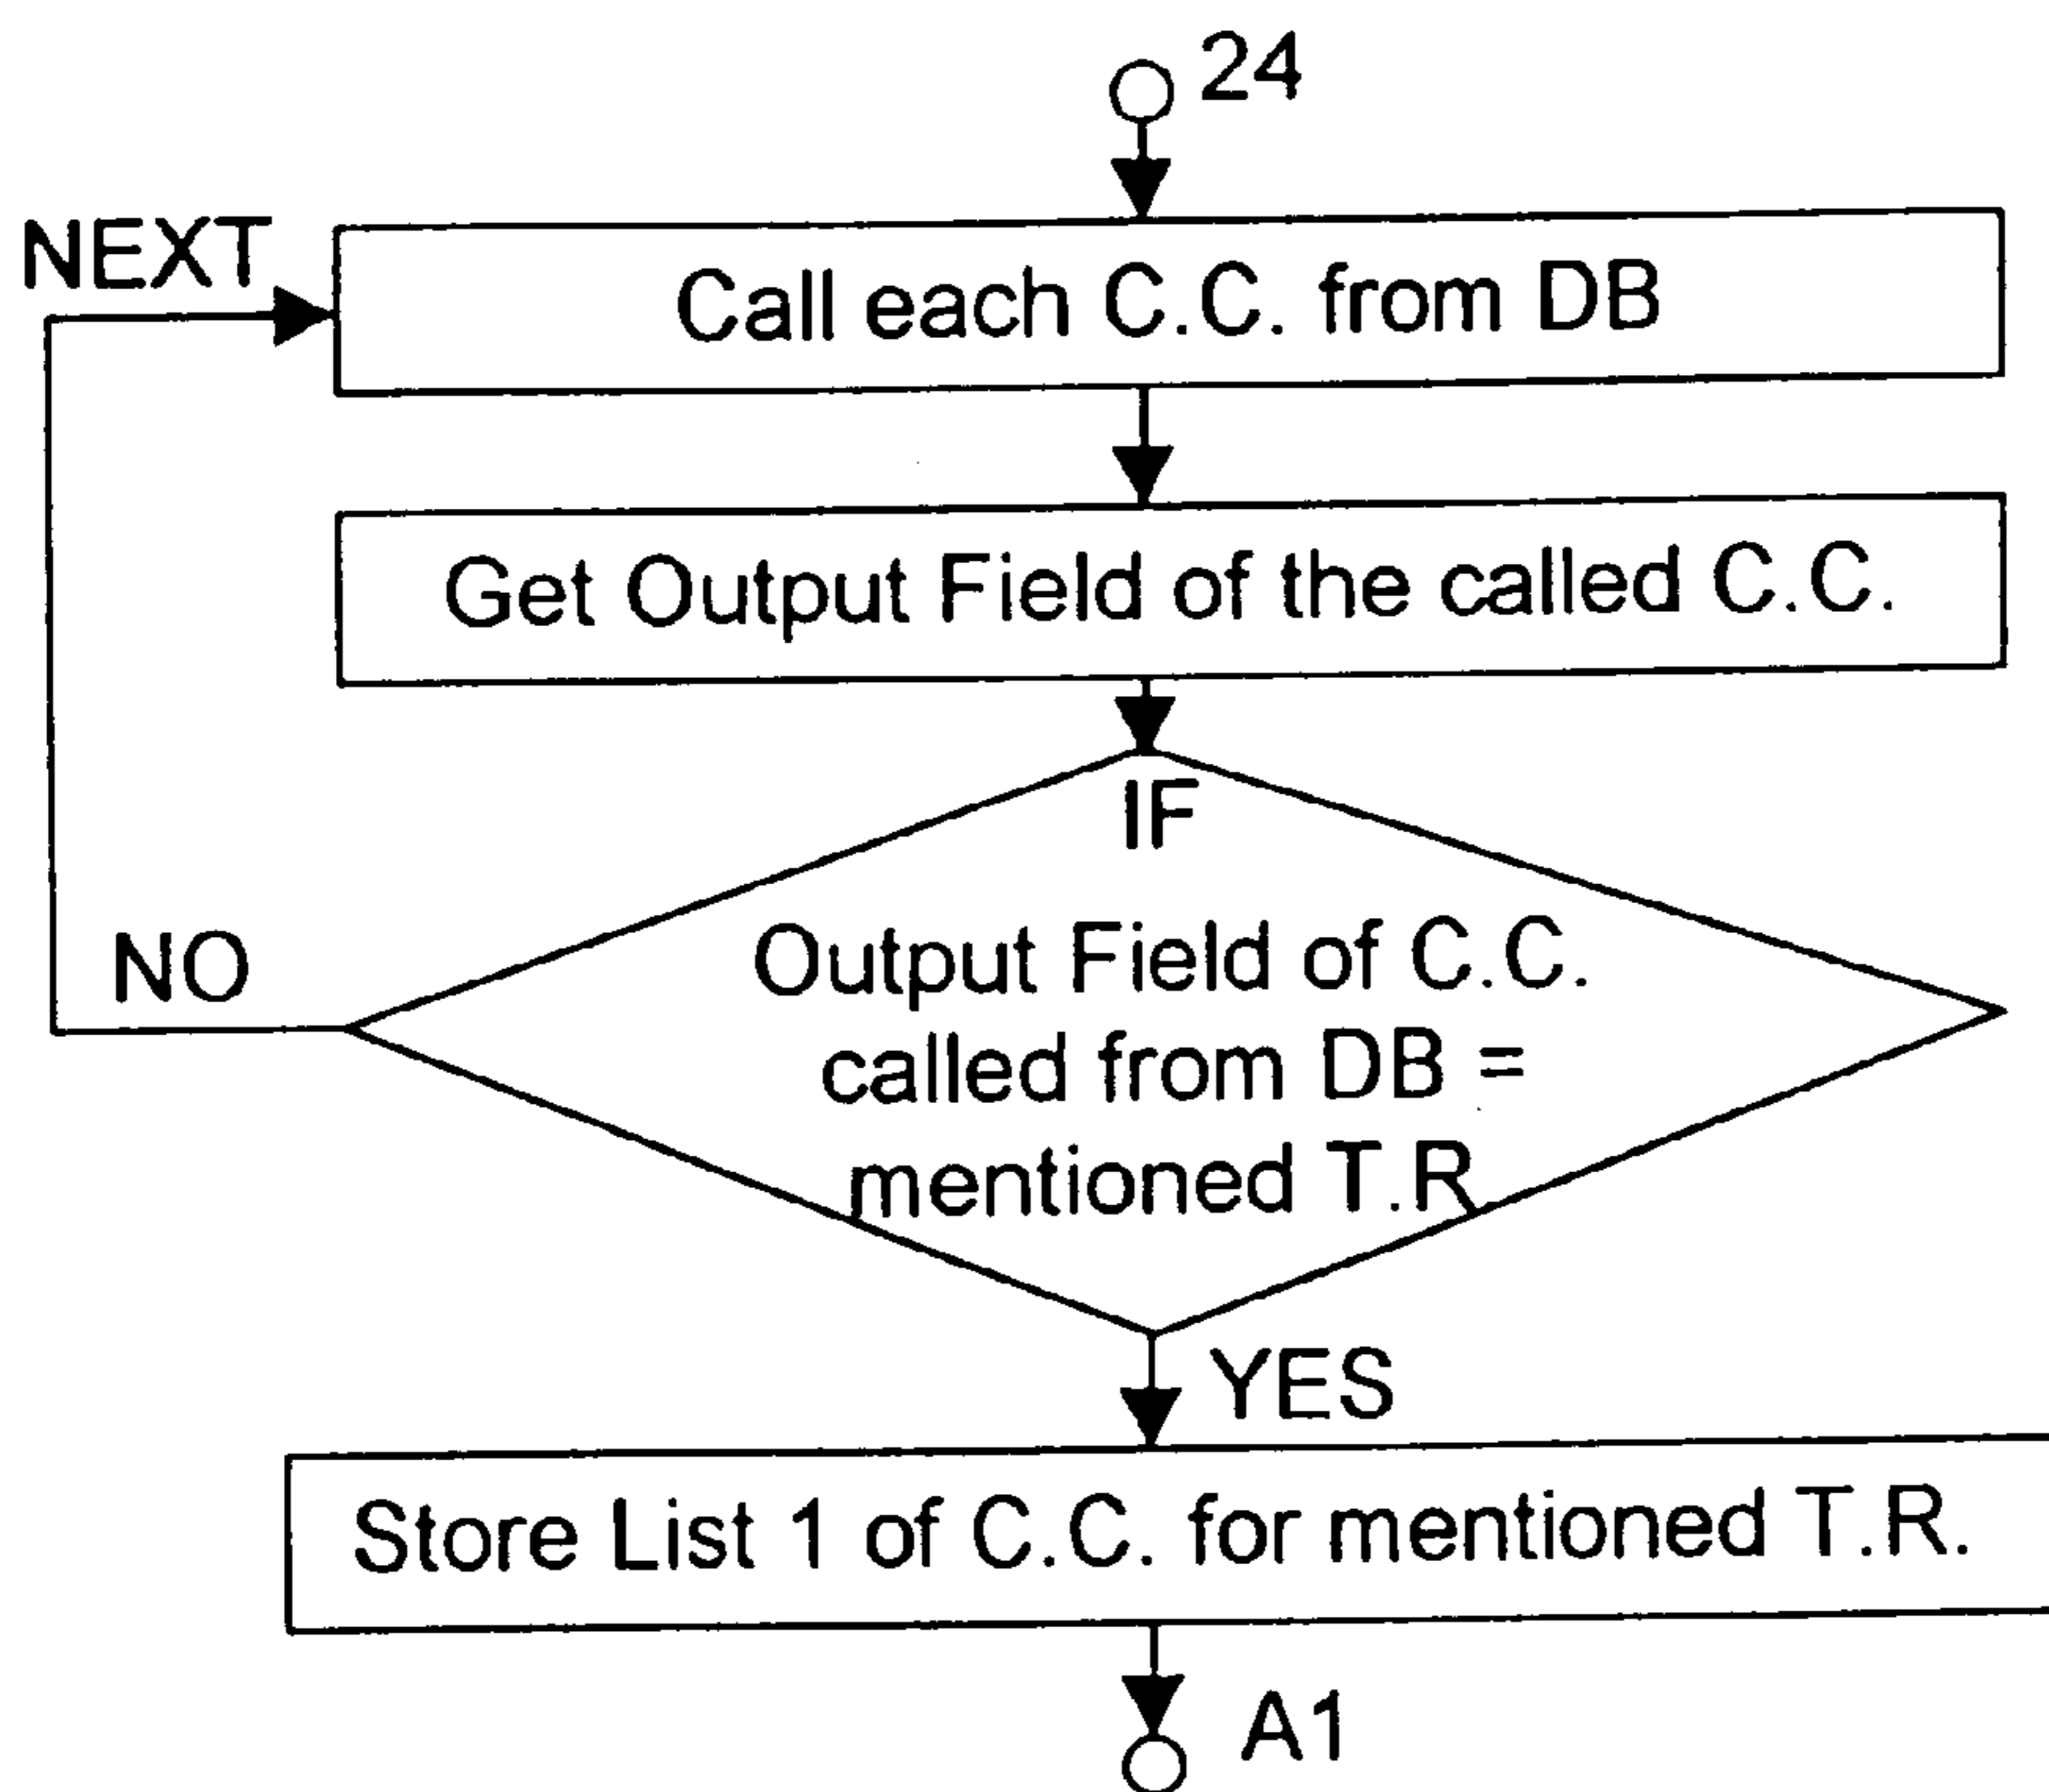 24
NEXT
Call each C.C. from DB
Get Output Field of the called C.C.
IF
Output Field of C.C.
called from DB =
mentioned T.R
NO
YES
Store List 1 of C.C. for mentioned T.R.
A1